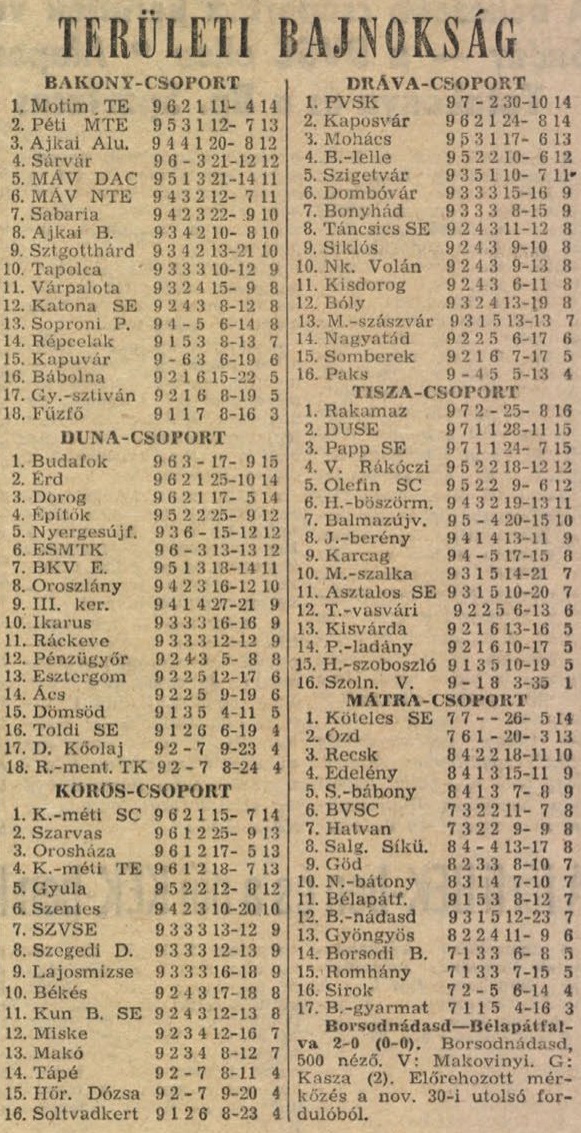 TERÜLETI BAJNOKSÁG
BAKONY-CSOPORT
1. Motim TE 9 6 2 1 11- 4 14
2. Péti MTE 9 5 3 1 12- 7 13
3. Ajkai Alu. 9 4 4 1 20- 8 12
4. Sárvár 9 6 - 3 21-12 12
5. MÁV DAC 9 5 1 3 21-14 11
6. MÁV NTE 9 4 3 2 12- 7 11
7. Sabaria 9 4 2 3 22- 9 10
8. Ajkai B. 9 3 4 2 10- 8 10
9. Sztgotthárd 9 3 4 2 13-21 10
10. Tapolca 9 3 3 3 10-12 9
11. Várpalota 9 3 2 4 15- 9 8
12. Katona SE 9 2 4 3 8-12 8
13. Soproni P. 9 4 - 5 6-14 8
14. Répcelak 9 1 5 3 8-13 7
15. Kapuvár 9 - 6 3 6-19 6
16. Bábolna 9 2 1 6 15-22 5
17. Gy.-sztiván 9 2 1 6 8-19 5
18. Fűzfő 9 1 1 7 8-16 3
DUNA-CSOPORT
1. Budafok 9 6 3 - 17- 9 15
2. Érd 9 6 2 1 25-10 14
3. Dorog 9 6 2 1 17- 5 14
4. Építők 9 5 2 2 25- 9 12
5. Nyergesújf. 9 3 6 - 15-12 12
6. ESMTK 9 6 - 3 13-13 12
7. BKV E. 9 5 1 3 18-14 11
8. Oroszlány 9 4 2 3 16-12 10
9. III. ker. 9 4 1 4 27-21 9
10. Ikarus 9 3 3 3 16-16 9
11. Ráckeve 9 3 3 3 12-12 9
12. Pénzügyőr 9 2 4 3 5- 8 8
13. Esztergom 9 2 2 5 12-17 6
14. Ács 9 2 2 5 9-19 6
15. Dömsöd 9 1 3 5 4-11 5
16. Toldi SE 9 1 2 6 6-19 4
17. D. Kőolaj 9 2 - 7 9-23 4
18. R.-ment. TK 9 2 - 7 8-24 4
KÖRÖS-CSOPORT
1. K.-méti SC 9 6 2 1 15- 7 14
2. Szarvas 9 6 1 2 25- 9 13
3. Orosháza 9 6 1 2 17- 5 13
4. K.-méti TE 9 6 1 2 18- 7 13
5. Gyula 9 5 2 2 12- 8 12
6. Szentes 9 4 2 3 10-20 10
7. SZVSE 9 3 3 3 13-12 9
8. Szegedi D. 9 3 3 3 12-13 9
9. Lajosmizse 9 3 3 3 16-18 9
10. Békés 9 2 4 3 17-18 8
11. Kun B. SE 9 2 4 3 12-13 8
12. Miske 9 2 3 4 12-16 7
13. Makó 9 2 3 4 8-12 7
14. Tápé 9 2 - 7 8-11 4
15. Hőr. Dózsa 9 2 - 7 9-20 4
16. Soltvadkert 9 1 2 6 8-23 4
DRÁVA-CSOPORT
1. PVSK 9 7 - 2 30-10 14
2. Kaposvár 9 6 2 1 24- 8 14
3. Mohács 9 5 3 1 17- 6 13
4. B.-lelle 9 5 2 2 10- 6 12
5. Szigetvár 9 3 5 1 10- 7 11
6. Dombóvár 9 3 3 3 15-16 9
7. Bonyhád 9 3 3 3 8-15 9
8. Táncsics SE 9 2 4 3 11-12 8
9. Siklós 9 2 4 3 9-10 8
10. Nk. Volán 9 2 4 3 9-13 8
11. Kisdorog 9 2 4 3 6-11 8
12. Bóly 9 3 2 4 13-19 8
13. M.-szászvár 9 3 1 5 13-13 7
14. Nagyatád 9 2 2 5 6-17 6
15. Somberek 9 2 1 6 7-17 5
16. Paks 9 - 4 5 5-13 4
TISZA-CSOPORT
1. Rakamaz 9 7 2 - 25- 8 16
2. DUSE 9 7 1 1 28-11 15
3. Papp SE 9 7 1 1 24- 7 15
4. V. Rákóczi 9 5 2 2 18-12 12
5. Olefin SC 9 5 2 2 9- 6 12
6. H.-böszörm. 9 4 3 2 19-13 11
7. Balmazújv. 9 5 - 4 20-15 10
8. J.-berény 9 4 1 4 13-11 9
9. Karcag 9 4 - 5 17-15 8
10. M.-szalka 9 3 1 5 14-21 7
11. Asztalos SE 9 3 1 5 10-20 7
12. T.-vasvári 9 2 2 5 6-13 6
13. Kisvárda 9 2 1 6 13-16 5
14. P.-ladány 9 2 1 6 10-17 5
15. H.-szoboszló 9 1 3 5 10-19 5
16. Szoln. V. 9 - 1 8 3-35 1
MÁTRA-CSOPORT
1. Köteles SE 7 7 - - 26- 5 14
2. Ózd 7 6 1 - 20- 3 13
3. Recsk 8 4 2 2 18-11 10
4. Edelény 8 4 1 3 15-11 9
5. S.-bábony 8 4 1 3 7- 8 9
6. BVSC 7 3 2 2 11- 7 8
7. Hatvan 7 3 2 2 9- 9 8
8. Salg. Síkü. 8 4 - 4 13-17 8
9. Göd 8 2 3 3 8-10 7
10. N.-bátony 8 3 1 4 7-10 7
11. Bélapátf. 9 1 5 3 8-12 7
12. B.-nádasd 9 3 1 5 12-23 7
13. Gyöngyös 8 2 2 4 11- 9 6
14. Borsodi B. 7 1 3 3 6- 8 5
15. Romhány 7 1 3 3 7-15 5
16. Sirok 7 2 - 5 6-14 4
17. B.-gyarmat 7 1 1 5 4-16 3
Borsodnádasd—Bélapátfal-
va 2-0 (0-0). Borsodnádasd,
500 néző. V: Makovinyi. G:
Kasza (2). Előrehozott mér-
kőzés a nov. 30-i utolsó for-
dulóból.